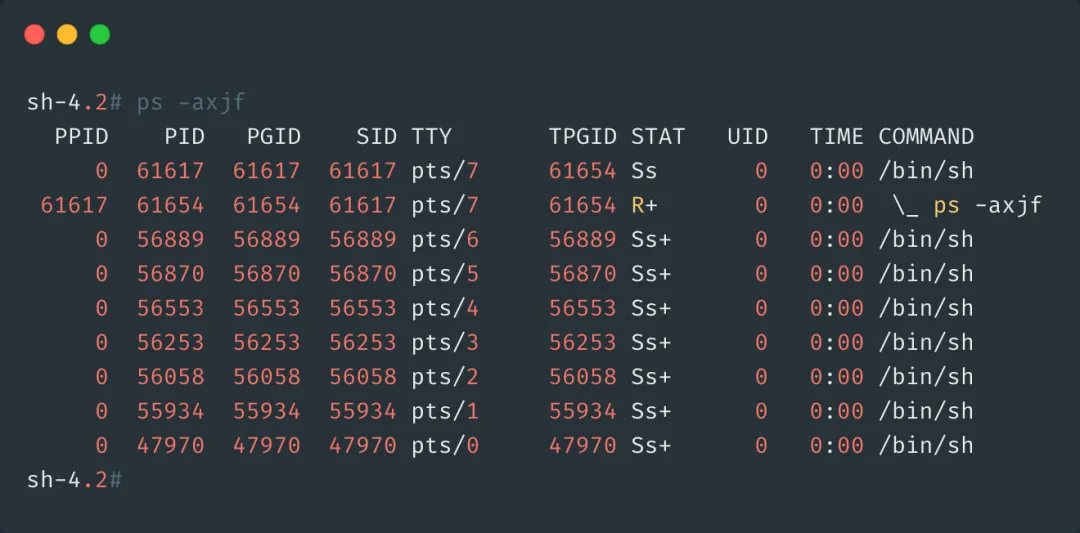 sh-4.2# ps -axjf
  PPID    PID   PGID    SID TTY       TPGID STAT   UID   TIME COMMAND
     0  61617  61617  61617 pts/7     61654 Ss       0   0:00 /bin/sh
 61617  61654  61654  61617 pts/7     61654 R+       0   0:00  \_ ps -axjf
     0  56889  56889  56889 pts/6     56889 Ss+      0   0:00 /bin/sh
     0  56870  56870  56870 pts/5     56870 Ss+      0   0:00 /bin/sh
     0  56553  56553  56553 pts/4     56553 Ss+      0   0:00 /bin/sh
     0  56253  56253  56253 pts/3     56253 Ss+      0   0:00 /bin/sh
     0  56058  56058  56058 pts/2     56058 Ss+      0   0:00 /bin/sh
     0  55934  55934  55934 pts/1     55934 Ss+      0   0:00 /bin/sh
     0  47970  47970  47970 pts/0     47970 Ss+      0   0:00 /bin/sh
sh-4.2#